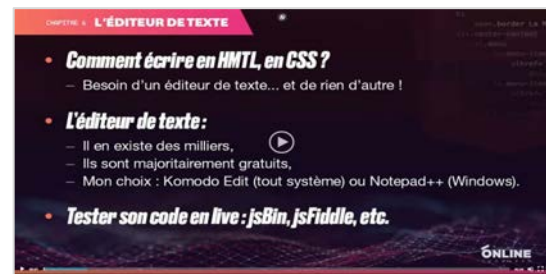 CHAPITRE 4 L'ÉDITEUR DE TEXTE
• Comment écrire en HMTL, en CSS ?
– Besoin d'un éditeur de texte... et de rien d'autre !
• L'éditeur de texte :
– Il en existe des milliers,
– Ils sont majoritairement gratuits,
– Mon choix : Komodo Edit (tout système) ou Notepad++ (Windows).
• Tester son code en live : jsBin, jsFiddle, etc.
ONLINE